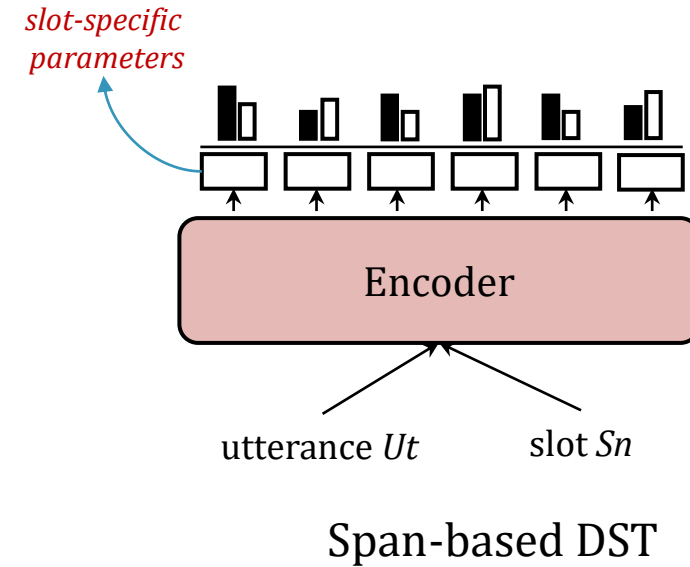 slot-specific
parameters
Encoder
utterance Ut
slot Sn
Span-based DST